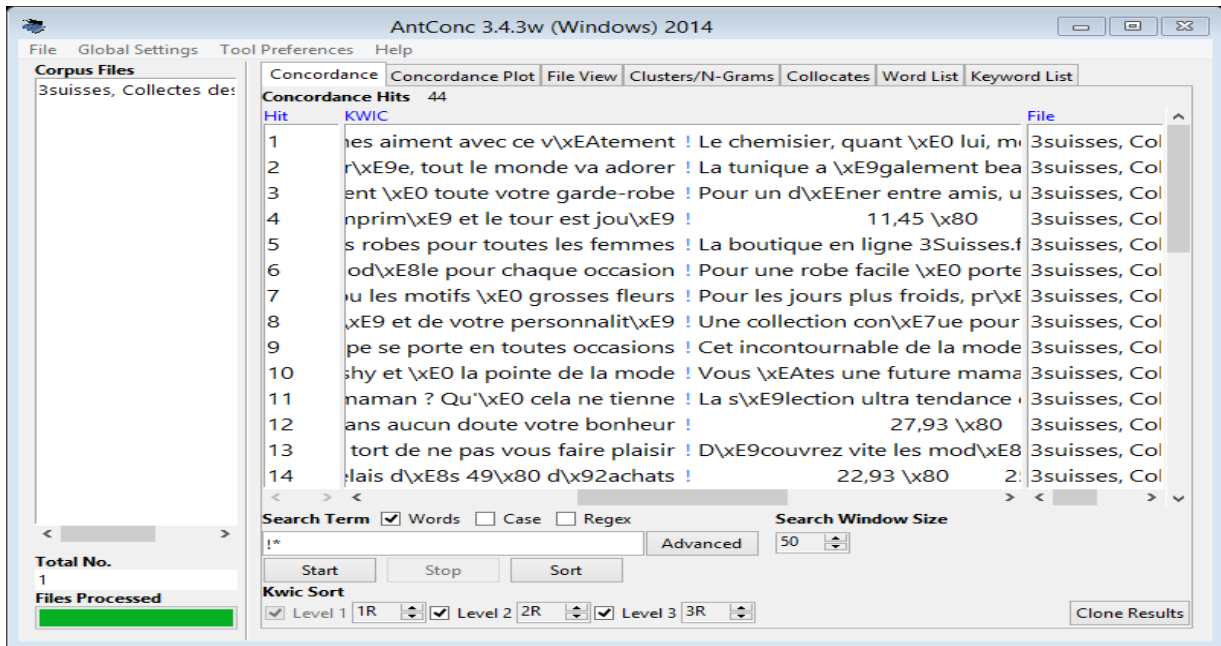 AntConc 3.4.3w (Windows) 2014
File Global Settings Tool Preferences Help
Corpus Files
3suisses, Collectes des
Concordance Concordance Plot File View Clusters/N-Grams Collocates Word List Keyword List
Concordance Hits 44
Hit KWIC File
1 nes aiment avec ce v\xEAtement ! Le chemisier, quant \xE0 lui, m 3suisses, Col
2 r\xE9e, tout le monde va adorer ! La tunique a \xE9galement bea 3suisses, Col
3 ent \xE0 toute votre garde-robe ! Pour un d\xEEner entre amis, u 3suisses, Col
4 mprim\xE9 et le tour est jou\xE9 ! 11,45 \x80 3suisses, Col
5 s robes pour toutes les femmes ! La boutique en ligne 3Suisses.f 3suisses, Col
6 od\xE8le pour chaque occasion ! Pour une robe facile \xE0 porte 3suisses, Col
7 ou les motifs \xE0 grosses fleurs ! Pour les jours plus froids, pr\xE 3suisses, Col
8 \xE9 et de votre personnalit\xE9 ! Une collection con\xE7ue pour 3suisses, Col
9 pe se porte en toutes occasions ! Cet incontournable de la mode 3suisses, Col
10 shy et \xE0 la pointe de la mode ! Vous \xEAtes une future mama 3suisses, Col
11 maman ? Qu'\xE0 cela ne tienne ! La s\xE9lection ultra tendance 3suisses, Col
12 ans aucun doute votre bonheur ! 27,93 \x80 3suisses, Col
13 tort de ne pas vous faire plaisir ! D\xE9couvrez vite les mod\xE8 3suisses, Col
14 elais d\xE8s 49\x80 d\x92achats ! 22,93 \x80 3suisses, Col
Search Term Words Case Regex Search Window Size
!* Advanced 50
Total No.
1
Start Stop Sort
Files Processed
Kwic Sort
Level 1 1R Level 2 2R Level 3 3R Clone Results